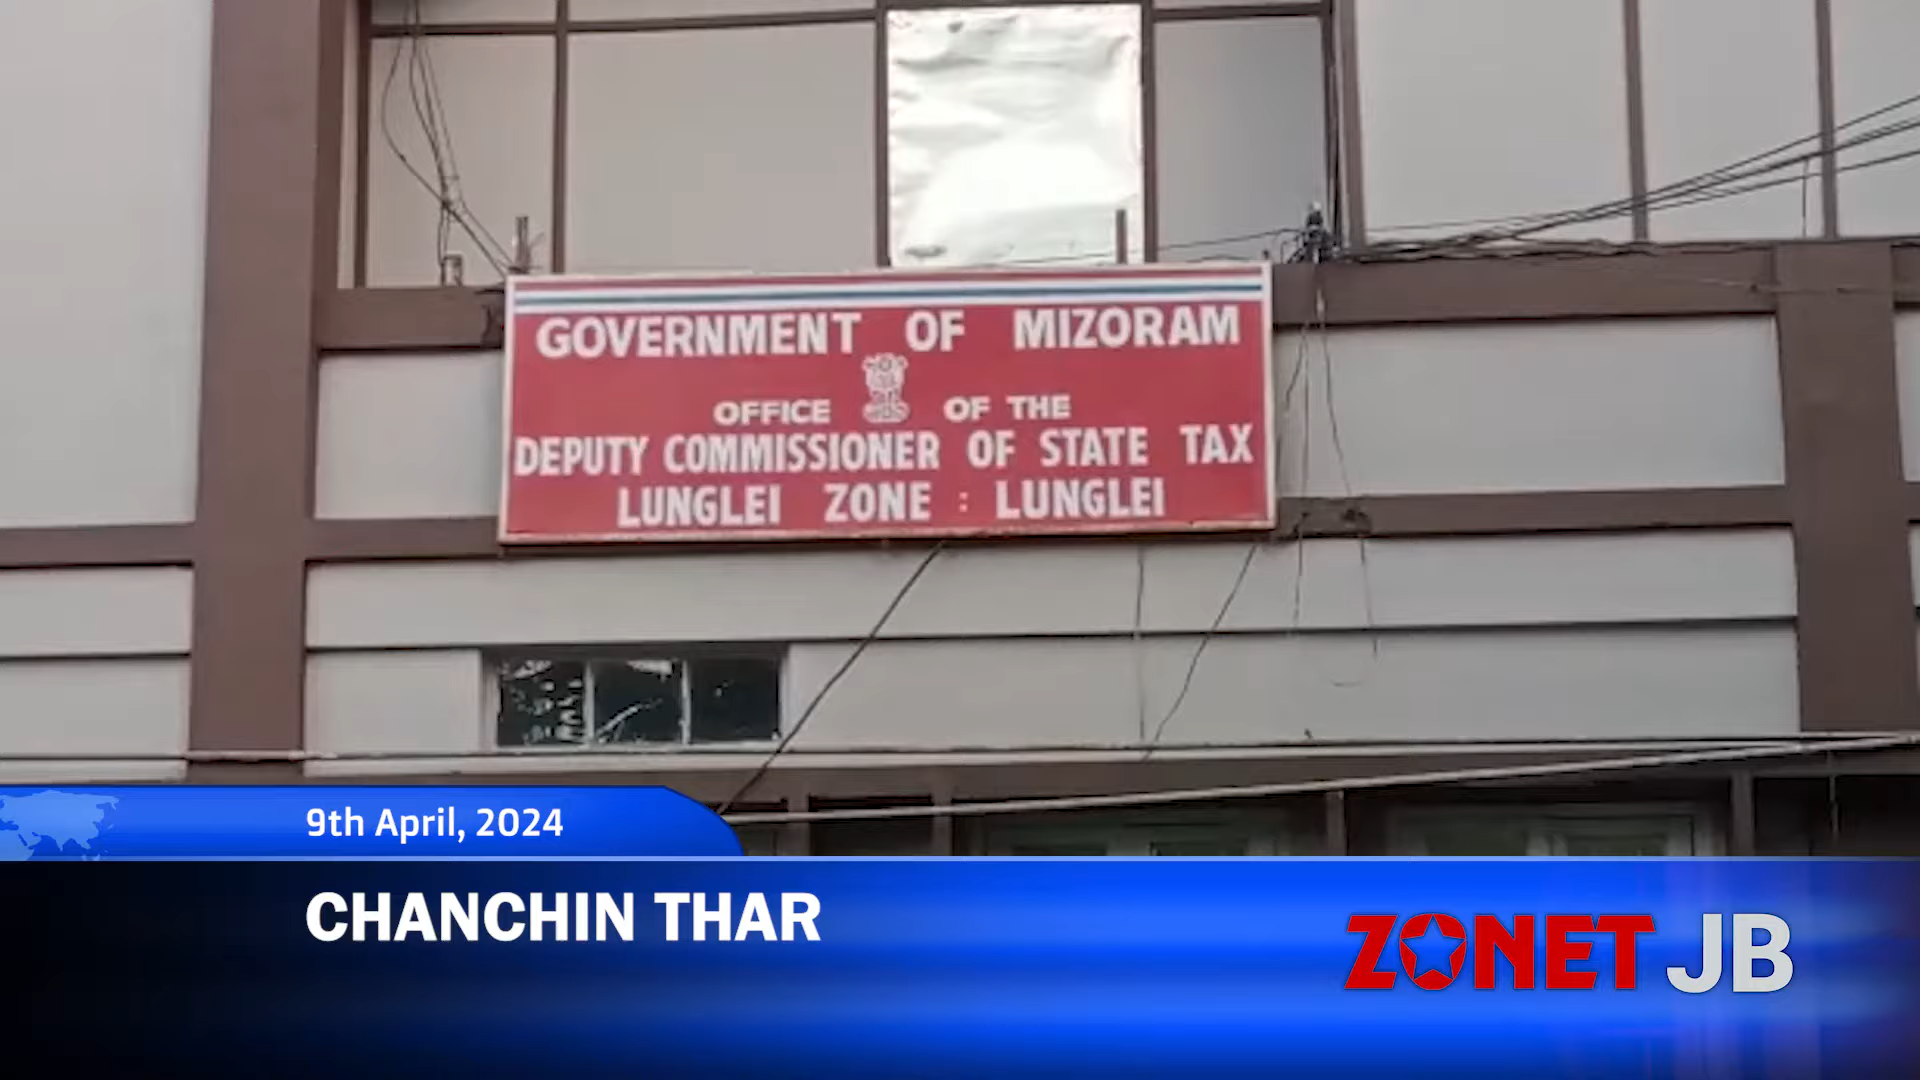 GOVERNMENT OF MIZORAM
OFFICE OF THE
DEPUTY COMMISSIONER OF STATE TAX
LUNGLEI ZONE : LUNGLEI
9th April, 2024
CHANCHIN THAR
ZONET JB